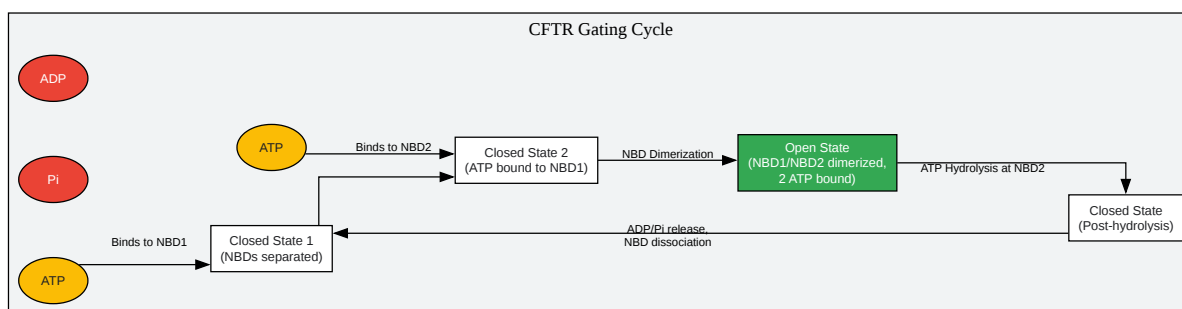 CFTR Gating Cycle
ADP
Pi
ATP
Binds to NBD1
Closed State 1
(NBDs separated)
ATP
Binds to NBD2
Closed State 2
(ATP bound to NBD1)
NBD Dimerization
Open State
(NBD1/NBD2 dimerized,
2 ATP bound)
ATP Hydrolysis at NBD2
Closed State
(Post-hydrolysis)
ADP/Pi release,
NBD dissociation